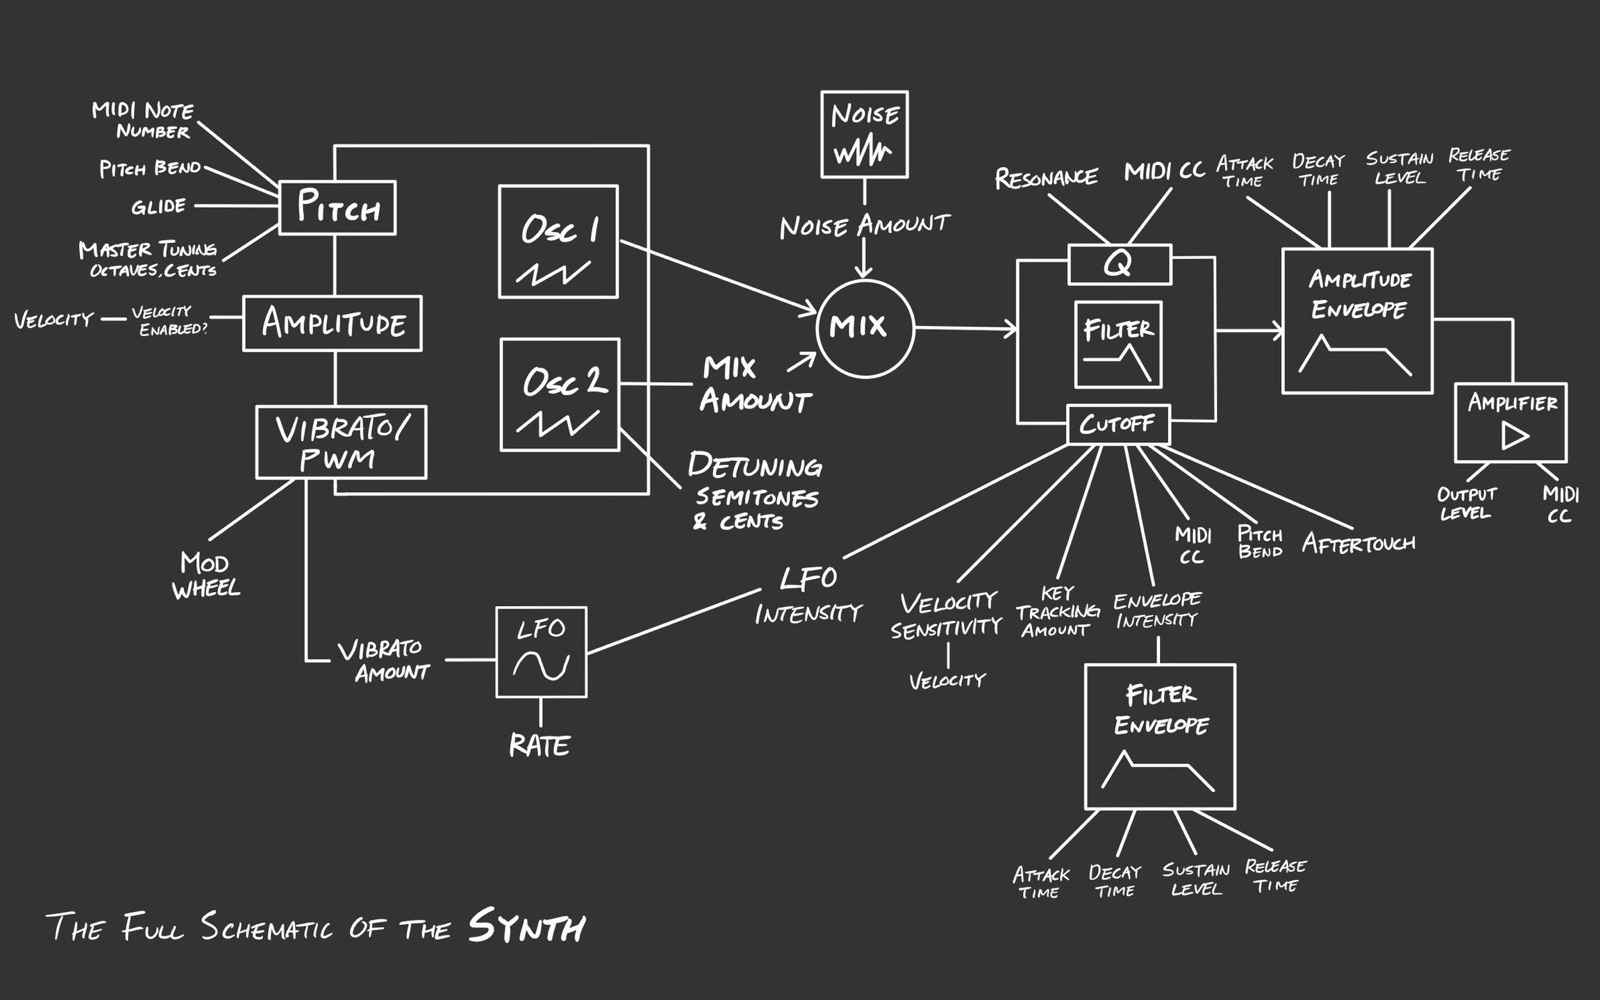 MIDI NOTE
NUMBER
PITCH BEND
GLIDE
MASTER TUNING
OCTAVES, CENTS
PITCH
VELOCITY
VELOCITY
ENABLED?
AMPLITUDE
VIBRATO/
PWM
MOD
WHEEL
VIBRATO
AMOUNT
LFO
RATE
OSC 1
OSC 2
MIX
AMOUNT
DETUNING
SEMITONES
& CENTS
NOISE
NOISE AMOUNT
MIX
RESONANCE
MIDI CC
Q
FILTER
CUTOFF
LFO
INTENSITY
VELOCITY
SENSITIVITY
VELOCITY
KEY
TRACKING
AMOUNT
ENVELOPE
INTENSITY
MIDI
CC
PITCH
BEND
AFTERTOUCH
FILTER
ENVELOPE
ATTACK
TIME
DECAY
TIME
SUSTAIN
LEVEL
RELEASE
TIME
ATTACK
TIME
DECAY
TIME
SUSTAIN
LEVEL
RELEASE
TIME
AMPLITUDE
ENVELOPE
AMPLIFIER
OUTPUT
LEVEL
MIDI
CC
THE FULL SCHEMATIC OF THE SYNTH